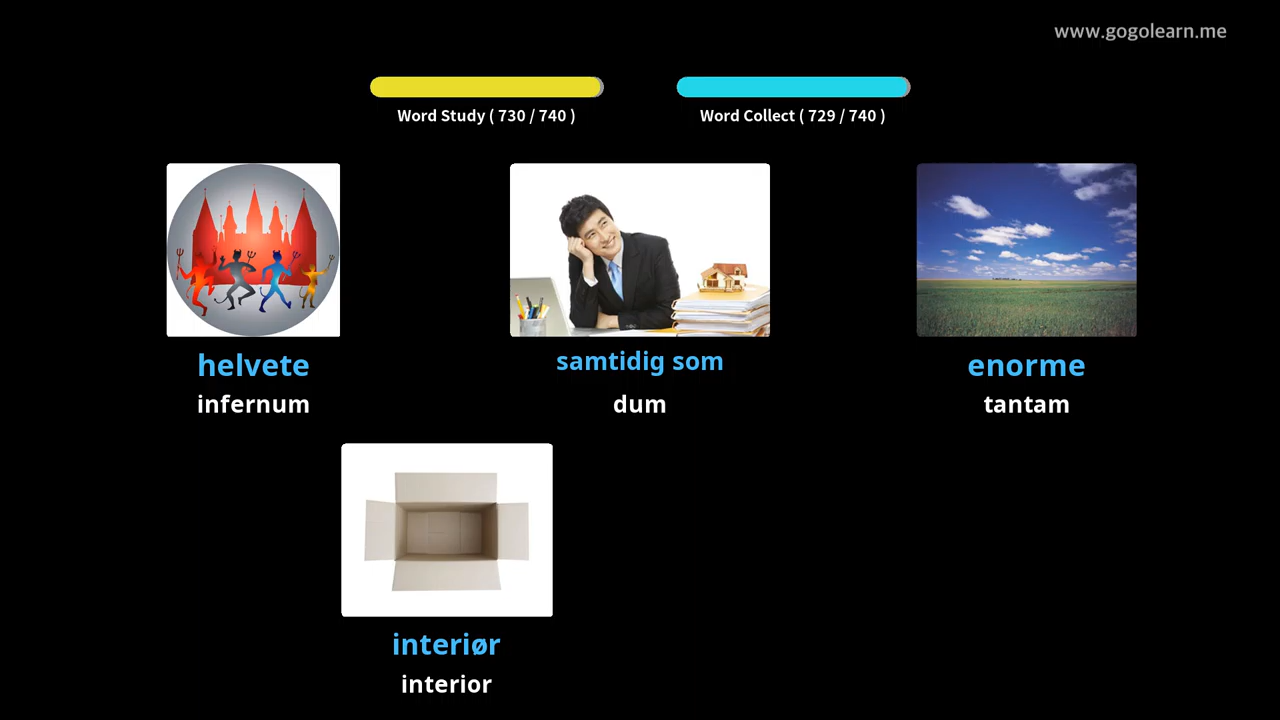 www.gogolearn.me
Word Study ( 730 / 740 )
Word Collect ( 729 / 740 )
helvete
infernum
samtidig som
dum
enorme
tantam
interiør
interior